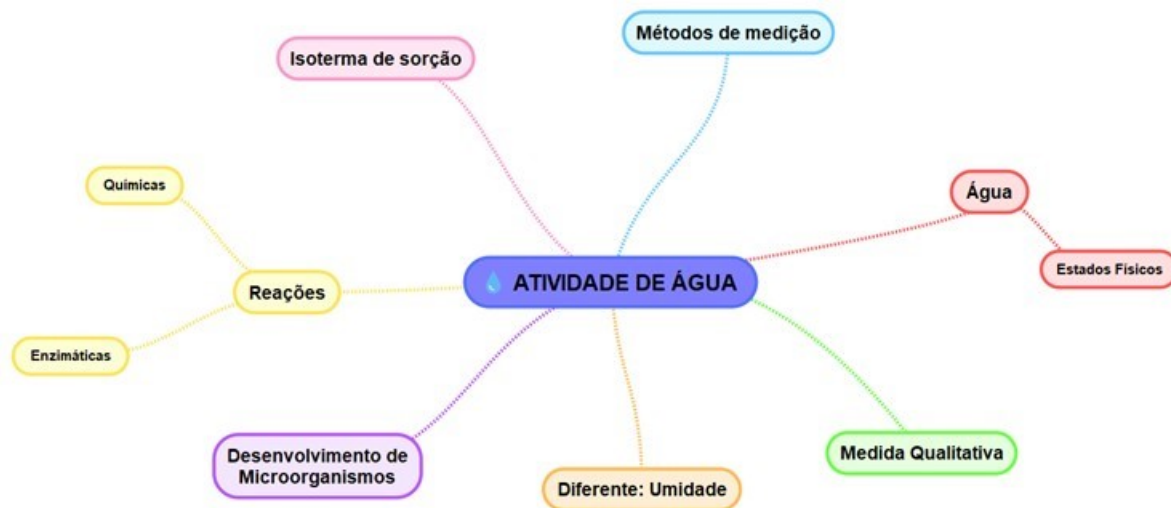 Métodos de medição
Isoterma de sorção
Químicas
Água
Estados Físicos
ATIVIDADE DE ÁGUA
Reações
Enzimáticas
Desenvolvimento de
Microorganismos
Medida Qualitativa
Diferente: Umidade